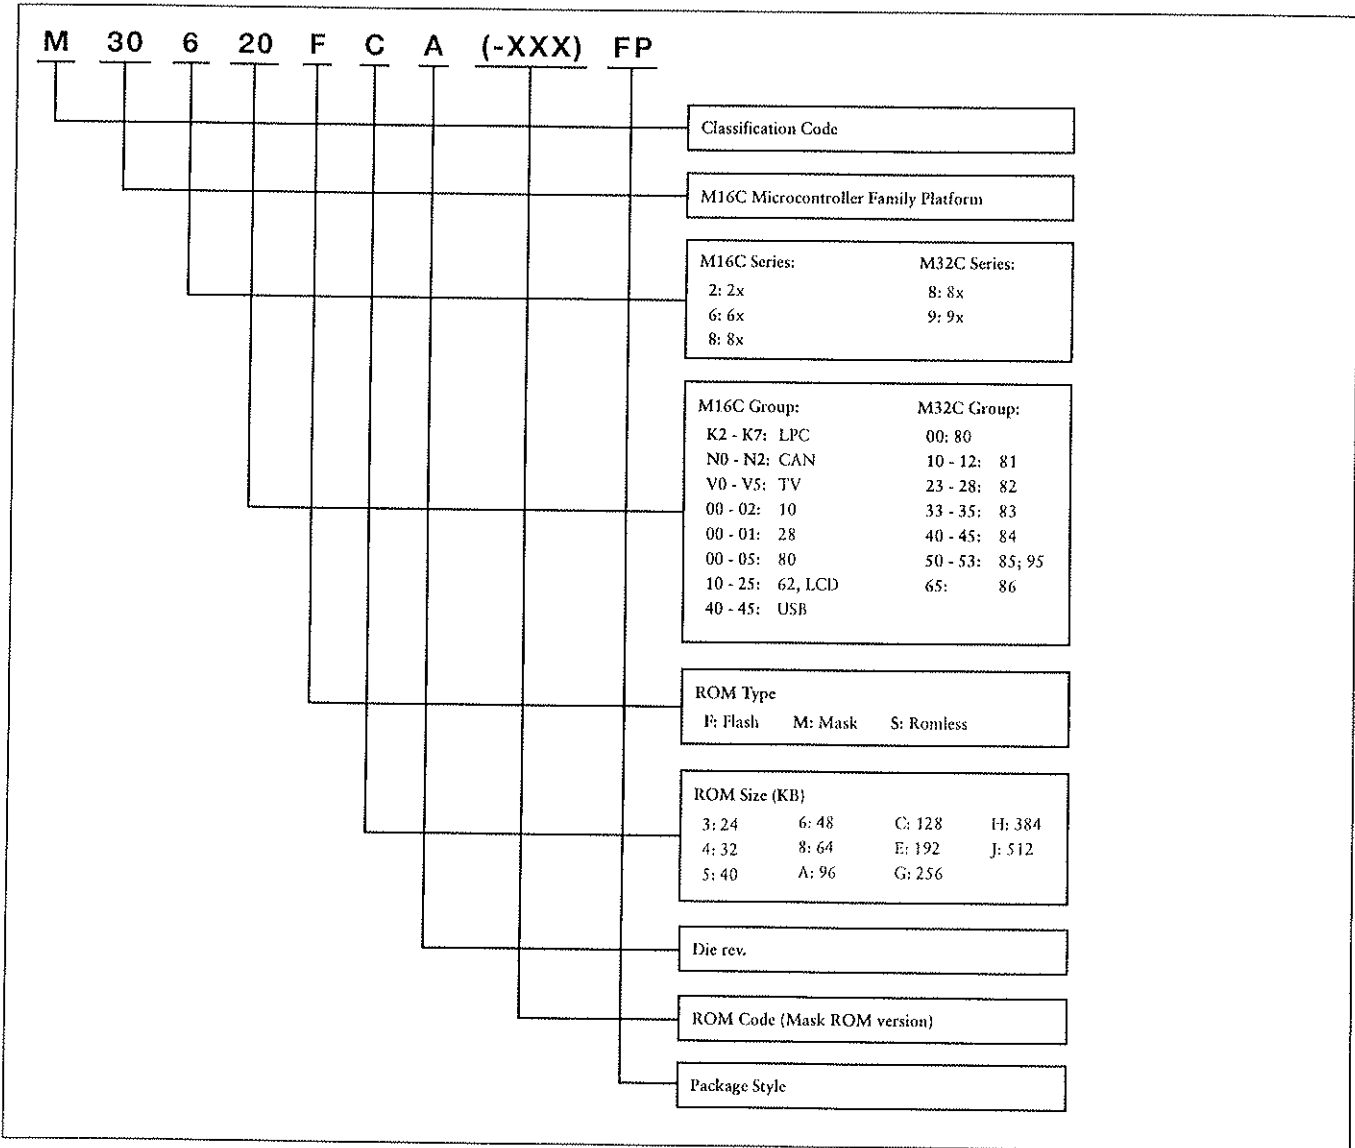 M 30 6 20 F C A (-XXX) FP
Classification Code
M16C Microcontroller Family Platform
M16C Series: M32C Series:
2: 2x 8: 8x
6: 6x 9: 9x
8: 8x
M16C Group: M32C Group:
K2 - K7: LPC 00: 80
N0 - N2: CAN 10 - 12: 81
V0 - V5: TV 23 - 28: 82
00 - 02: 10 33 - 35: 83
00 - 01: 28 40 - 45: 84
00 - 05: 80 50 - 53: 85; 95
10 - 25: 62, LCD 65: 86
40 - 45: USB
ROM Type
F: Flash M: Mask S: Romless
ROM Size (KB)
3: 24 6: 48 C: 128 H: 384
4: 32 8: 64 E: 192 J: 512
5: 40 A: 96 G: 256
Die rev.
ROM Code (Mask ROM version)
Package Style